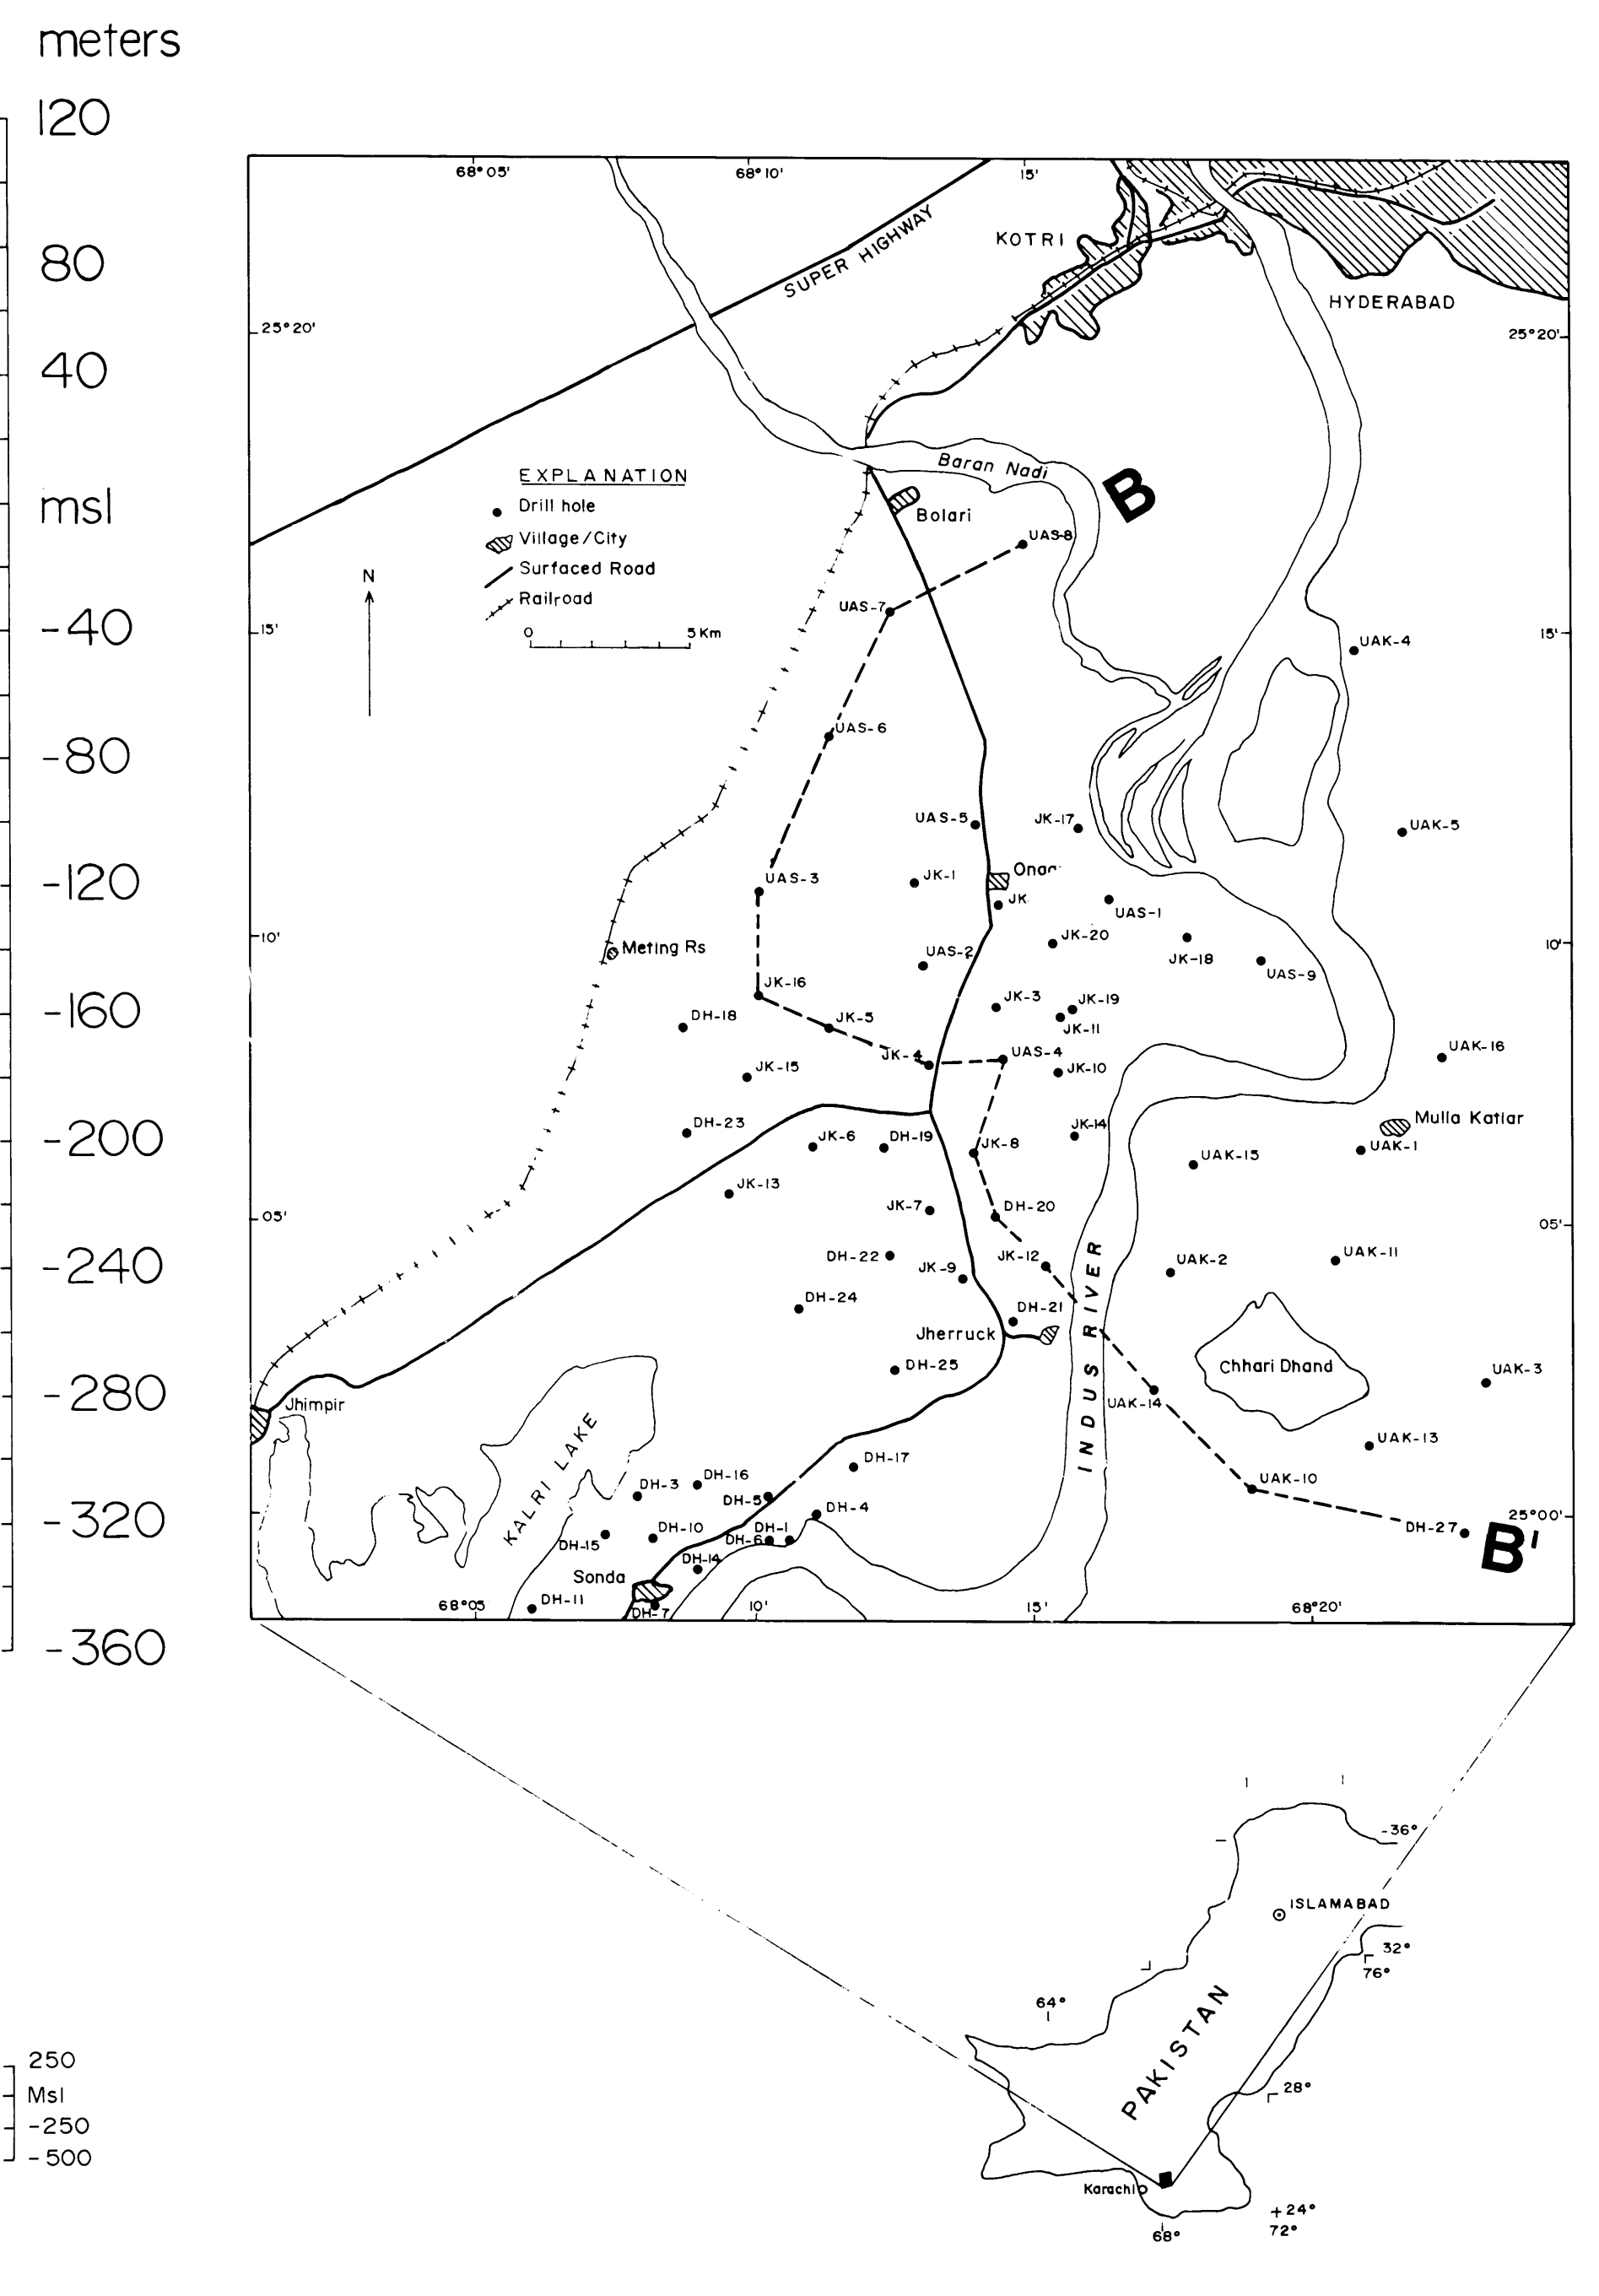 meters
120
80
40
msl
-40
-80
-120
-160
-200
-240
-280
-320
-360
250
Msl
-250
-500
68° 05'
68° 10'
15'
SUPER HIGHWAY
KOTRI
HYDERABAD
25° 20'
25° 20'
EXPLANATION
Drill hole
Village/City
Surfaced Road
Railroad
0 5 Km
N
Baran Nadi
B
Bolari
UAS-8
UAS-7
15'
15'
UAK-4
UAS-6
UAS-5
JK-17
UAK-5
UAS-3
JK-1
JK
UAS-1
10'
Meting Rs
UAS-2
JK-20
JK-18
UAS-9
10'
JK-16
JK-3
JK-19
JK-11
DH-18
JK-5
JK-4
UAS-4
JK-10
UAK-16
JK-15
DH-23
JK-6
DH-19
JK-8
JK-14
Mulla Katiar
UAK-1
UAK-15
JK-13
JK-7
DH-20
05'
05'
DH-22
JK-9
JK-12
UAK-2
UAK-11
DH-24
DH-21
Jherruck
INDUS RIVER
Chhari Dhand
UAK-3
DH-25
UAK-14
Jhimpir
KALRI LAKE
UAK-13
DH-17
UAK-10
DH-3
DH-16
DH-5
DH-4
25° 00'
DH-27
B'
DH-15
DH-10
DH-1
DH-6
DH-14
Sonda
DH-11
DH-7
68° 05
10'
15'
68° 20'
-36°
ISLAMABAD
32°
76°
64°
PAKISTAN
28°
Karachi
+24°
72°
68°